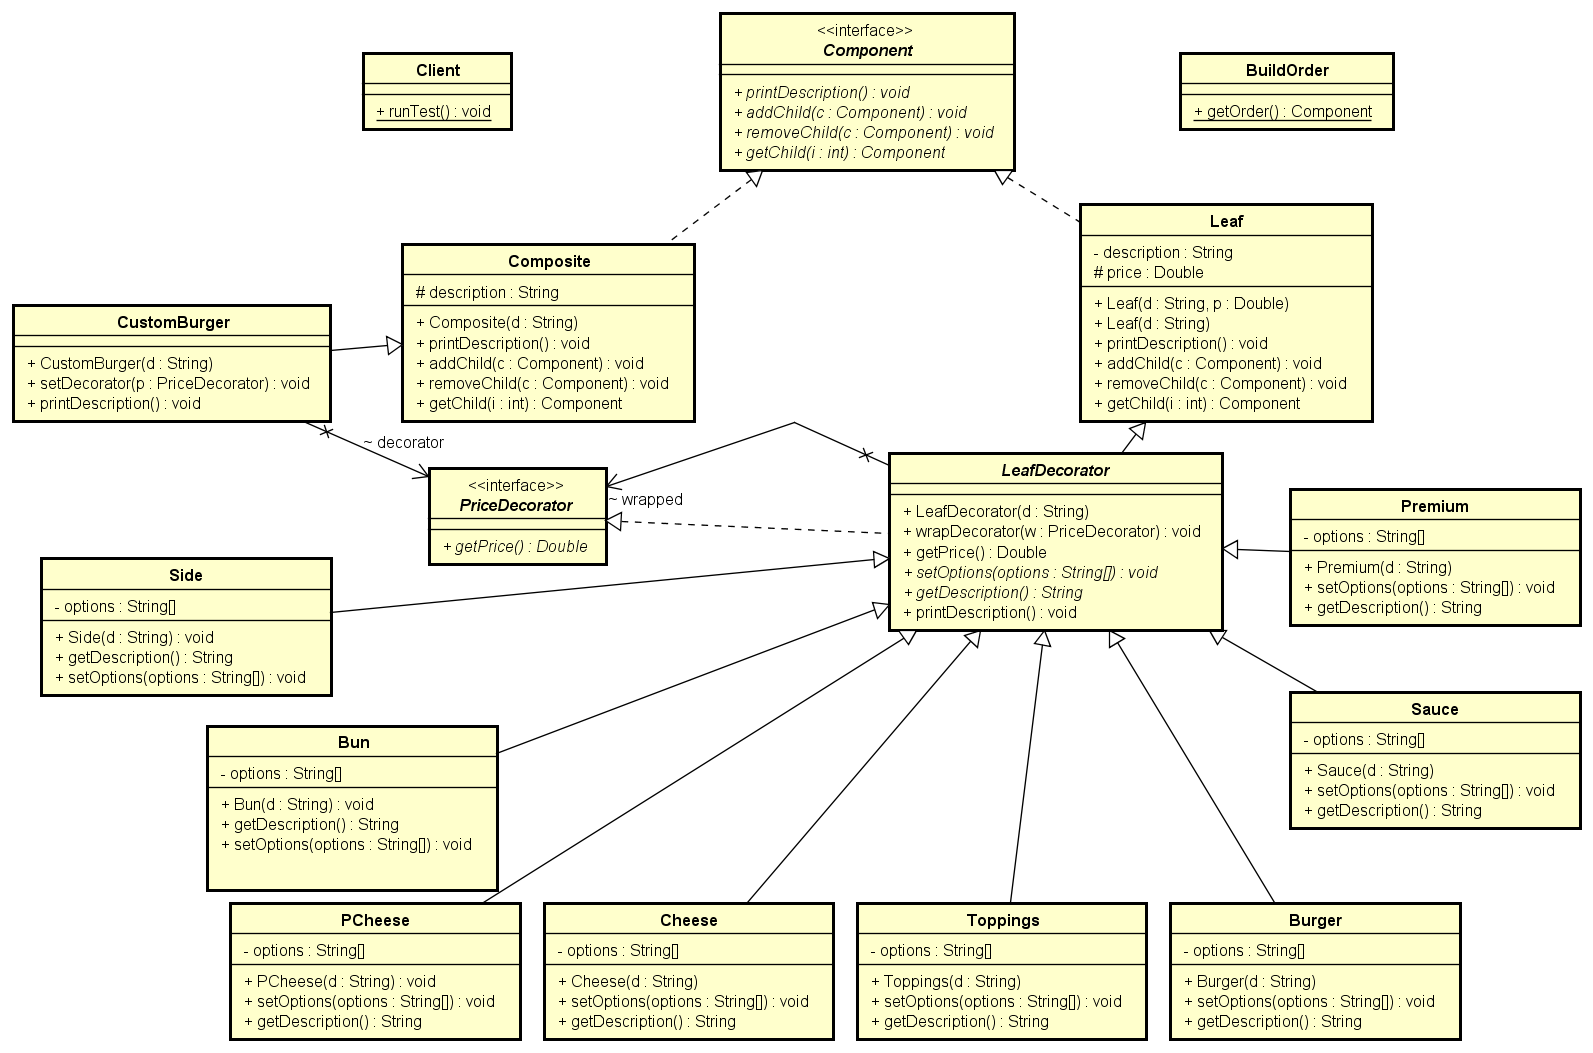 <<interface>>
Component
+ printDescription() : void
+ addChild(c : Component) : void
+ removeChild(c : Component) : void
+ getChild(i : int) : Component
Client
+ runTest() : void
BuildOrder
+ getOrder() : Component
Leaf
- description : String
# price : Double
+ Leaf(d : String, p : Double)
+ Leaf(d : String)
+ printDescription() : void
+ addChild(c : Component) : void
+ removeChild(c : Component) : void
+ getChild(i : int) : Component
Composite
# description : String
+ Composite(d : String)
+ printDescription() : void
+ addChild(c : Component) : void
+ removeChild(c : Component) : void
+ getChild(i : int) : Component
CustomBurger
+ CustomBurger(d : String)
+ setDecorator(p : PriceDecorator) : void
+ printDescription() : void
~ decorator
<<interface>>
PriceDecorator
+ getPrice() : Double
~ wrapped
LeafDecorator
+ LeafDecorator(d : String)
+ wrapDecorator(w : PriceDecorator) : void
+ getPrice() : Double
+ setOptions(options : String[]) : void
+ getDescription() : String
+ printDescription() : void
Premium
- options : String[]
+ Premium(d : String)
+ setOptions(options : String[]) : void
+ getDescription() : String
Side
- options : String[]
+ Side(d : String) : void
+ getDescription() : String
+ setOptions(options : String[]) : void
Sauce
- options : String[]
+ Sauce(d : String)
+ setOptions(options : String[]) : void
+ getDescription() : String
Bun
- options : String[]
+ Bun(d : String) : void
+ getDescription() : String
+ setOptions(options : String[]) : void
PCheese
- options : String[]
+ PCheese(d : String) : void
+ setOptions(options : String[]) : void
+ getDescription() : String
Cheese
- options : String[]
+ Cheese(d : String)
+ setOptions(options : String[]) : void
+ getDescription() : String
Toppings
- options : String[]
+ Toppings(d : String)
+ setOptions(options : String[]) : void
+ getDescription() : String
Burger
- options : String[]
+ Burger(d : String)
+ setOptions(options : String[]) : void
+ getDescription() : String